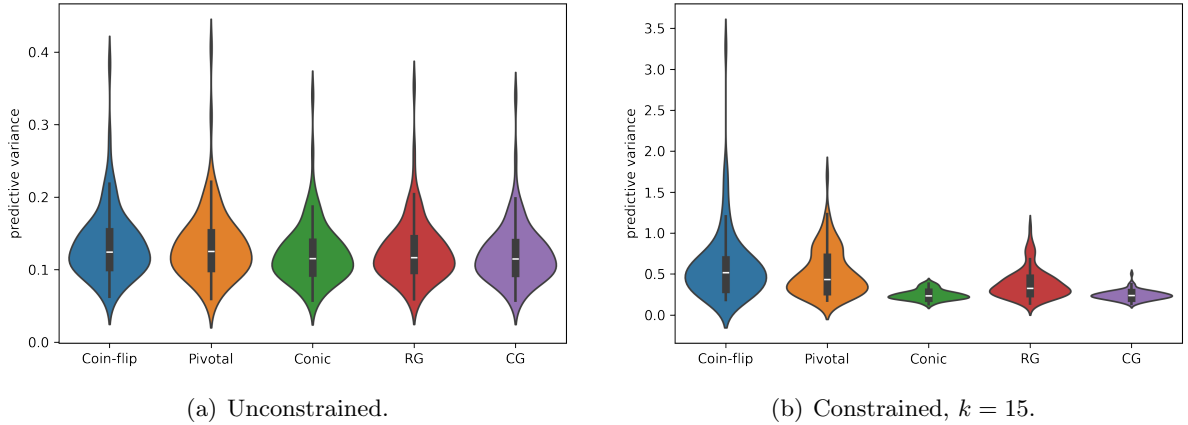 predictive variance
0.4
0.3
0.2
0.1
0.0
Coin-flip Pivotal Conic RG CG
(a) Unconstrained.
predictive variance
3.5
3.0
2.5
2.0
1.5
1.0
0.5
0.0
Coin-flip Pivotal Conic RG CG
(b) Constrained, k = 15.